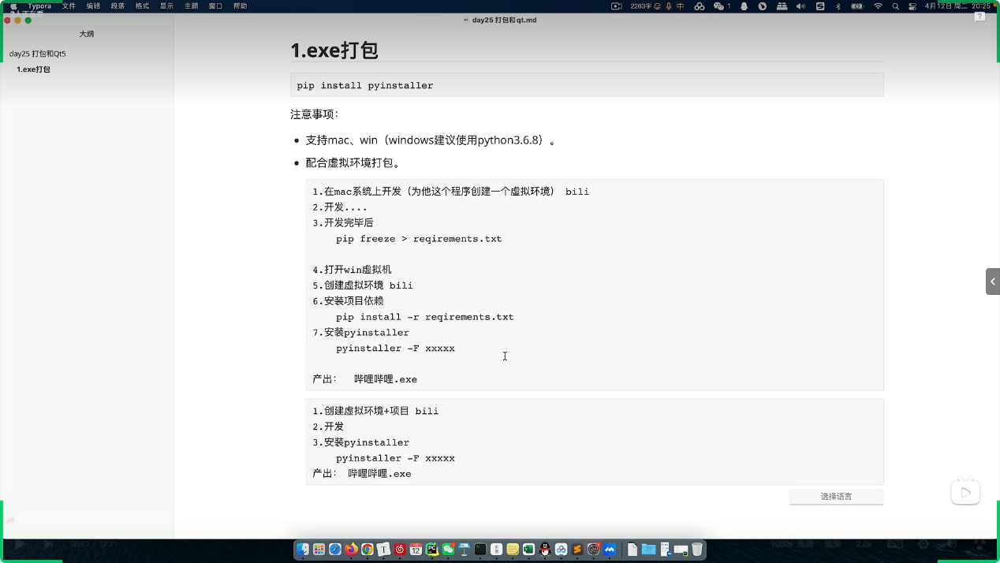 Typora 文件 编辑 段落 格式 显示 主题 窗口 帮助 2263字 中 1 4月12日 周二 20:25
day25 打包和qt.md
大纲
day25 打包和Qt5
1.exe打包
1.exe打包
pip install pyinstaller
注意事项：
支持mac、win（windows建议使用python3.6.8）。
配合虚拟环境打包。
1.在mac系统上开发（为他这个程序创建一个虚拟环境） bili
2.开发....
3.开发完毕后
pip freeze > reqirements.txt
4.打开win虚拟机
5.创建虚拟环境 bili
6.安装项目依赖
pip install -r reqirements.txt
7.安装pyinstaller
pyinstaller -F xxxxx
产出： 哔哩哔哩.exe
1.创建虚拟环境+项目 bili
2.开发
3.安装pyinstaller
pyinstaller -F xxxxx
产出： 哔哩哔哩.exe
选择语言